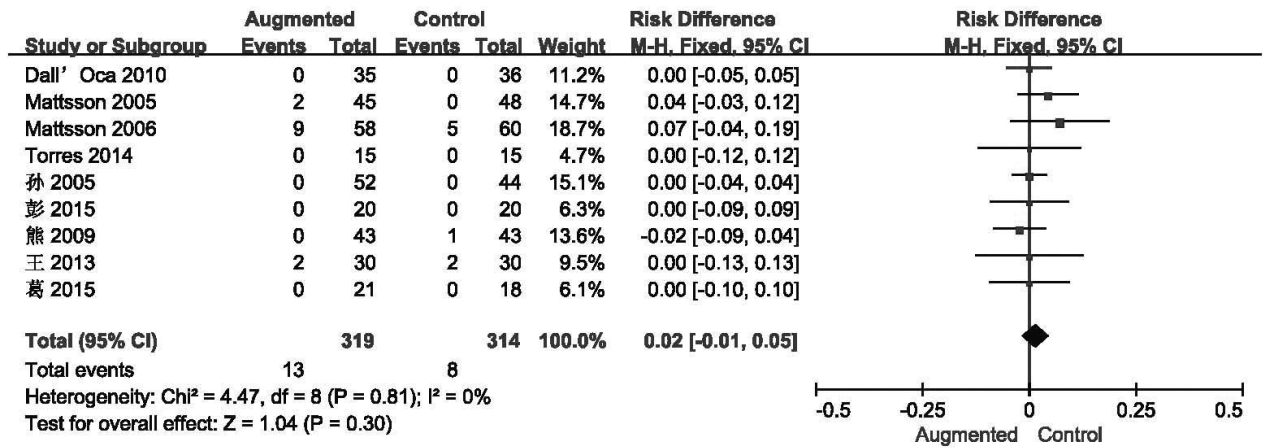 Augmented Control Risk Difference Risk Difference
Study or Subgroup Events Total Events Total Weight M-H, Fixed, 95% CI M-H, Fixed, 95% CI
Dall’ Oca 2010 0 35 0 36 11.2% 0.00 [-0.05, 0.05]
Mattsson 2005 2 45 0 48 14.7% 0.04 [-0.03, 0.12]
Mattsson 2006 9 58 5 60 18.7% 0.07 [-0.04, 0.19]
Torres 2014 0 15 0 15 4.7% 0.00 [-0.12, 0.12]
孙 2005 0 52 0 44 15.1% 0.00 [-0.04, 0.04]
彭 2015 0 20 0 20 6.3% 0.00 [-0.09, 0.09]
熊 2009 0 43 1 43 13.6% -0.02 [-0.09, 0.04]
王 2013 2 30 2 30 9.5% 0.00 [-0.13, 0.13]
葛 2015 0 21 0 18 6.1% 0.00 [-0.10, 0.10]
Total (95% CI) 319 314 100.0% 0.02 [-0.01, 0.05]
Total events 13 8
Heterogeneity: Chi² = 4.47, df = 8 (P = 0.81); I² = 0%
Test for overall effect: Z = 1.04 (P = 0.30)
-0.5 -0.25 0 0.25 0.5
Augmented Control